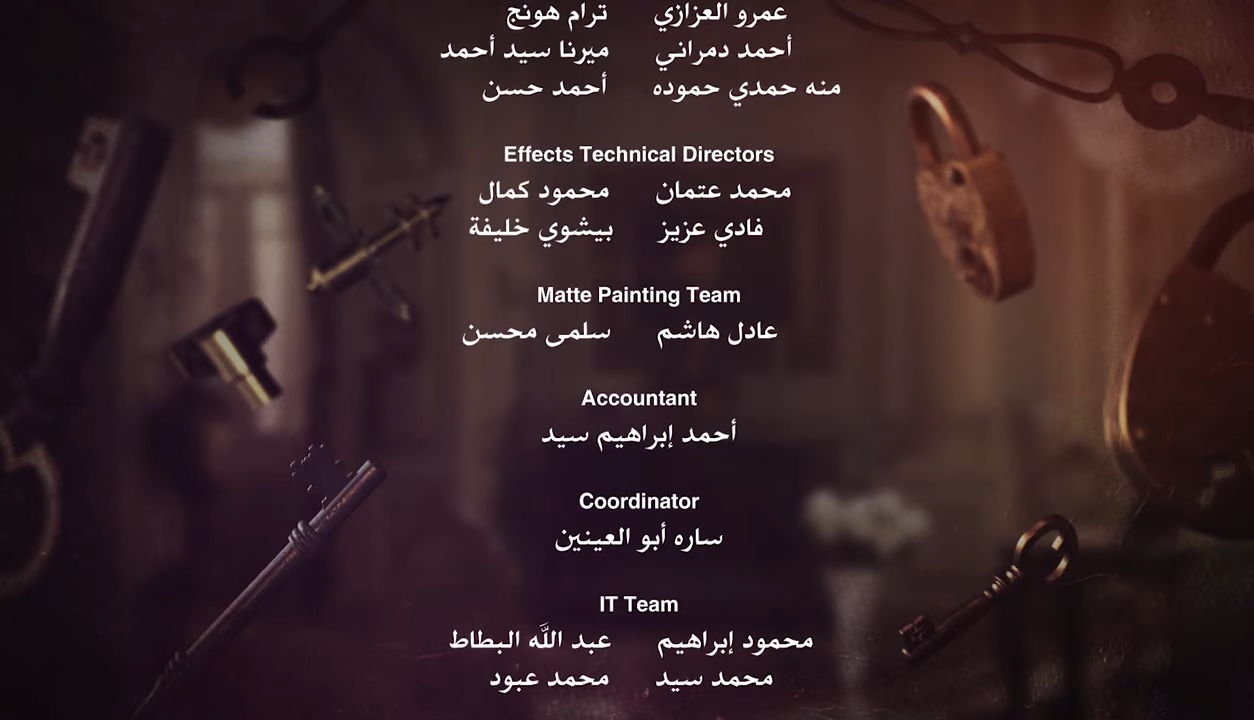 عمرو العزازي ترام هونج
أحمد دمراني ميرنا سيد أحمد
منه حمدي حموده أحمد حسن
Effects Technical Directors
محمد عتمان محمود كمال
فادي عزيز بيشوي خليفة
Matte Painting Team
عادل هاشم سلمى محسن
Accountant
أحمد إبراهيم سيد
Coordinator
ساره أبو العينين
IT Team
محمود إبراهيم عبد الله البطاط
محمد سيد محمد عبود